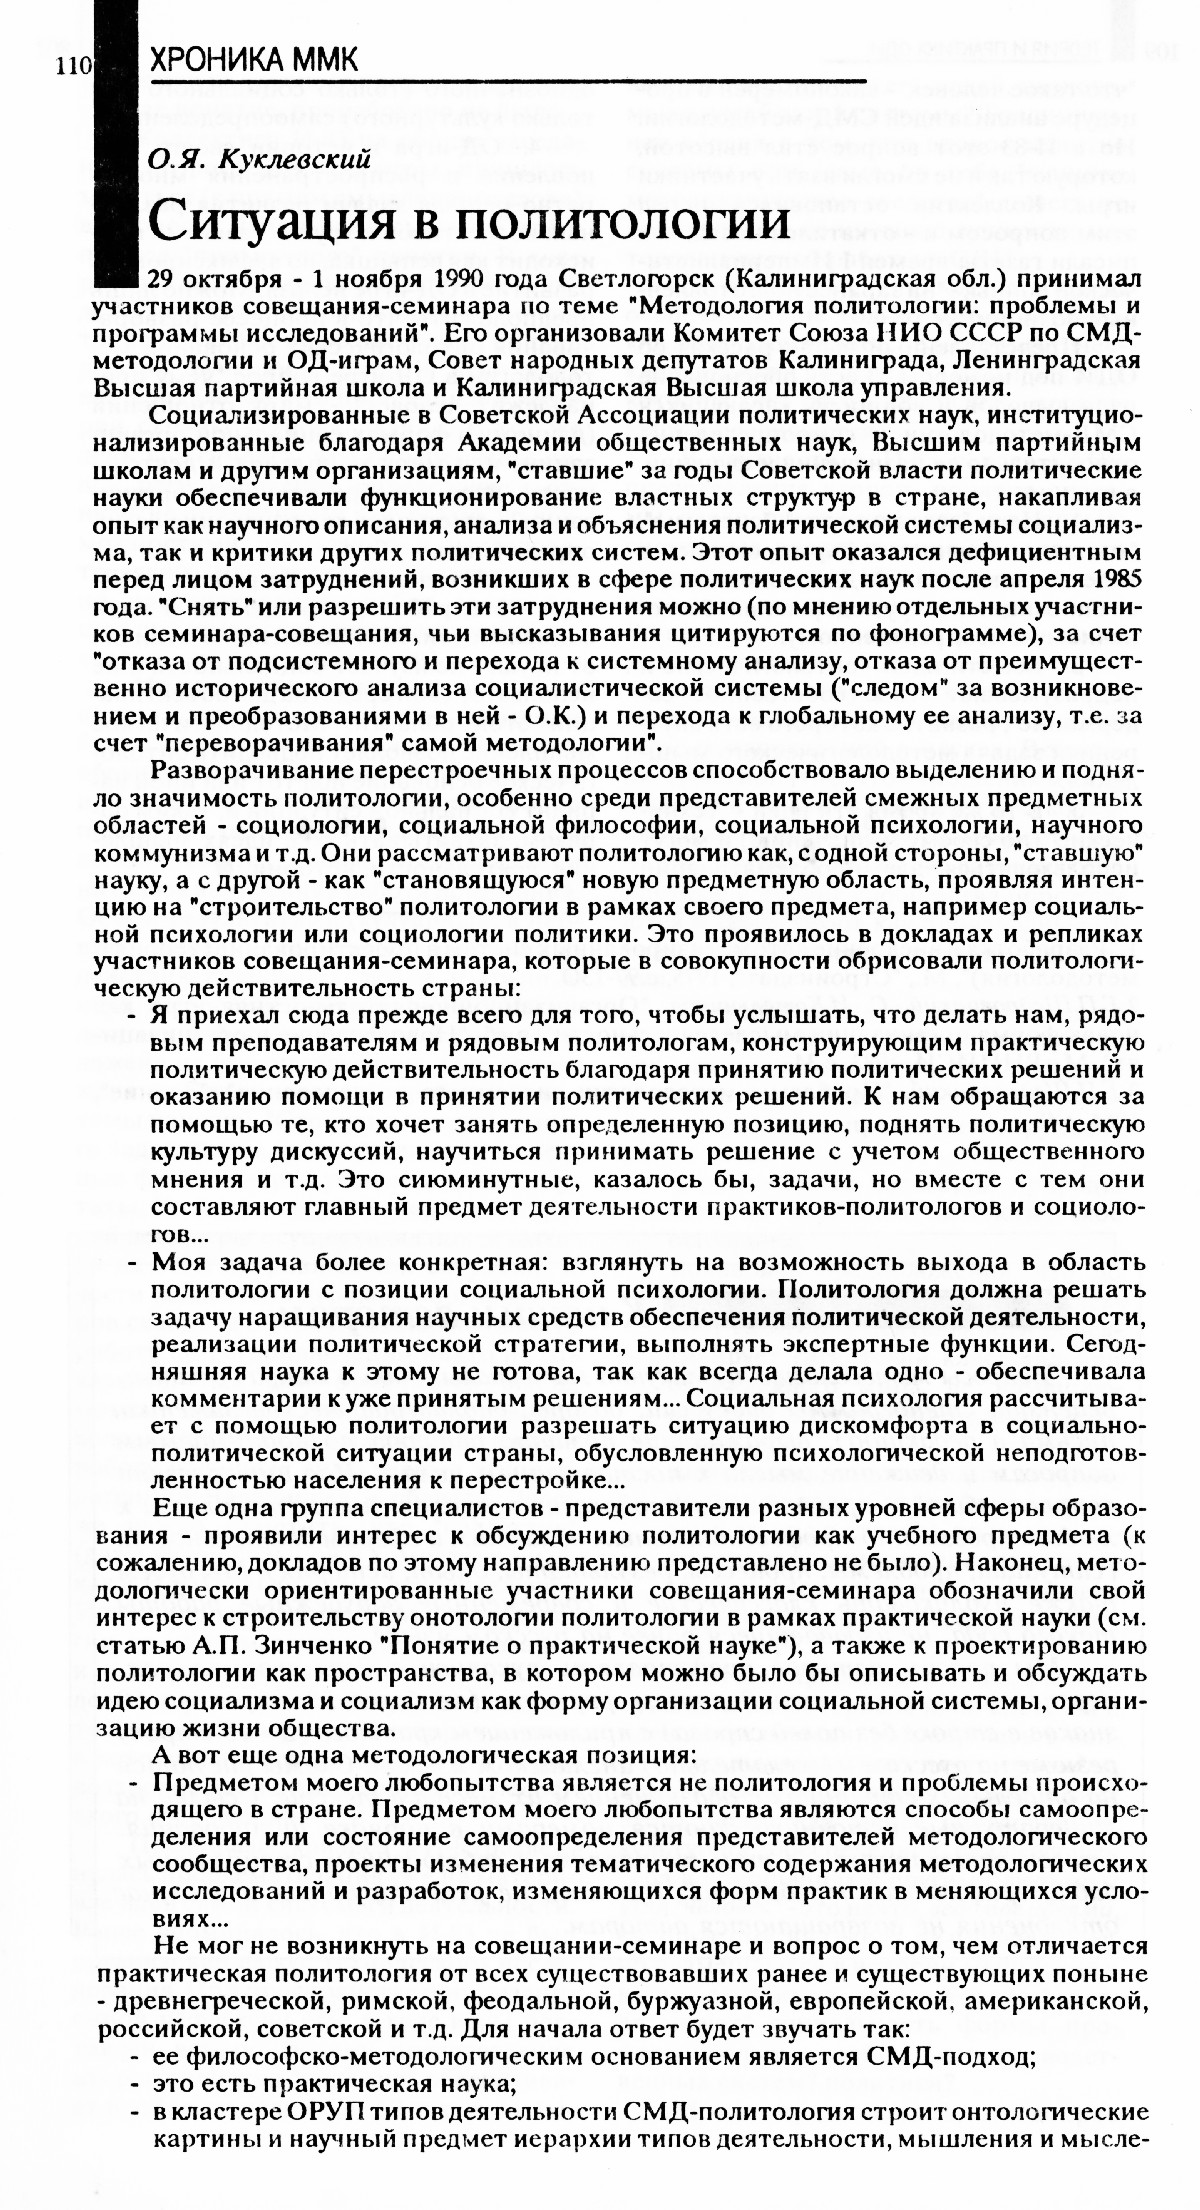 110
ХРОНИКА ММК
О.Я. Куклевский
Ситуация в политологии
29 октября - 1 ноября 1990 года Светлогорск (Калиниградская обл.) принимал
участников совещания-семинара по теме "Методология политологии: проблемы и
программы исследований". Его организовали Комитет Союза НИО СССР по СМД-
методологии и ОД-играм, Совет народных депутатов Калиниграда, Ленинградская
Высшая партийная школа и Калиниградская Высшая школа управления.
Социализированные в Советской Ассоциации политических наук, институцио-
нализированные благодаря Академии общественных наук, Высшим партийным
школам и другим организациям, "ставшие" за годы Советской власти политические
науки обеспечивали функционирование властных структур в стране, накапливая
опыт как научного описания, анализа и объяснения политической системы социализ-
ма, так и критики других политических систем. Этот опыт оказался дефициентным
перед лицом затруднений, возникших в сфере политических наук после апреля 1985
года. "Снять" или разрешить эти затруднения можно (по мнению отдельных участни-
ков семинара-совещания, чьи высказывания цитируются по фонограмме), за счет
"отказа от подсистемного и перехода к системному анализу, отказа от преимущест-
венно исторического анализа социалистической системы ("следом" за возникнове-
нием и преобразованиями в ней - О.К.) и перехода к глобальному ее анализу, т.е. за
счет "переворачивания" самой методологии".
Разворачивание перестроечных процессов способствовало выделению и подня-
ло значимость политологии, особенно среди представителей смежных предметных
областей - социологии, социальной философии, социальной психологии, научного
коммунизма и т.д. Они рассматривают политологию как, с одной стороны, "ставшую"
науку, а с другой - как "становящуюся" новую предметную область, проявляя интен-
цию на "строительство" политологии в рамках своего предмета, например социаль-
ной психологии или социологии политики. Это проявилось в докладах и репликах
участников совещания-семинара, которые в совокупности обрисовали политологи-
ческую действительность страны:
- Я приехал сюда прежде всего для того, чтобы услышать, что делать нам, рядо-
вым преподавателям и рядовым политологам, конструирующим практическую
политическую действительность благодаря принятию политических решений и
оказанию помощи в принятии политических решений. К нам обращаются за
помощью те, кто хочет занять определенную позицию, поднять политическую
культуру дискуссий, научиться принимать решение с учетом общественного
мнения и т.д. Это сиюминутные, казалось бы, задачи, но вместе с тем они
составляют главный предмет деятельности практиков-политологов и социоло-
гов...
- Моя задача более конкретная: взглянуть на возможность выхода в область
политологии с позиции социальной психологии. Политология должна решать
задачу наращивания научных средств обеспечения политической деятельности,
реализации политической стратегии, выполнять экспертные функции. Сегод-
няшняя наука к этому не готова, так как всегда делала одно - обеспечивала
комментарии к уже принятым решениям... Социальная психология рассчитыва-
ет с помощью политологии разрешать ситуацию дискомфорта в социально-
политической ситуации страны, обусловленную психологической неподготов-
ленностью населения к перестройке...
Еще одна группа специалистов - представители разных уровней сферы образо-
вания - проявили интерес к обсуждению политологии как учебного предмета (к
сожалению, докладов по этому направлению представлено не было). Наконец, мето-
дологически ориентированные участники совещания-семинара обозначили свой
интерес к строительству онотологии политологии в рамках практической науки (см.
статью А.П. Зинченко "Понятие о практической науке"), а также к проектированию
политологии как пространства, в котором можно было бы описывать и обсуждать
идею социализма и социализм как форму организации социальной системы, органи-
зацию жизни общества.
А вот еще одна методологическая позиция:
- Предметом моего любопытства является не политология и проблемы происхо-
дящего в стране. Предметом моего любопытства являются способы самоопре-
деления или состояние самоопределения представителей методологического
сообщества, проекты изменения тематического содержания методологических
исследований и разработок, изменяющихся форм практик в меняющихся усло-
виях...
Не мог не возникнуть на совещании-семинаре и вопрос о том, чем отличается
практическая политология от всех существовавших ранее и существующих поныне
- древнегреческой, римской, феодальной, буржуазной, европейской, американской,
российской, советской и т.д. Для начала ответ будет звучать так:
- ее философско-методологическим основанием является СМД-подход;
- это есть практическая наука;
- в кластере ОРУП типов деятельности СМД-политология строит онтологические
картины и научный предмет иерархии типов деятельности, мышления и мысле-